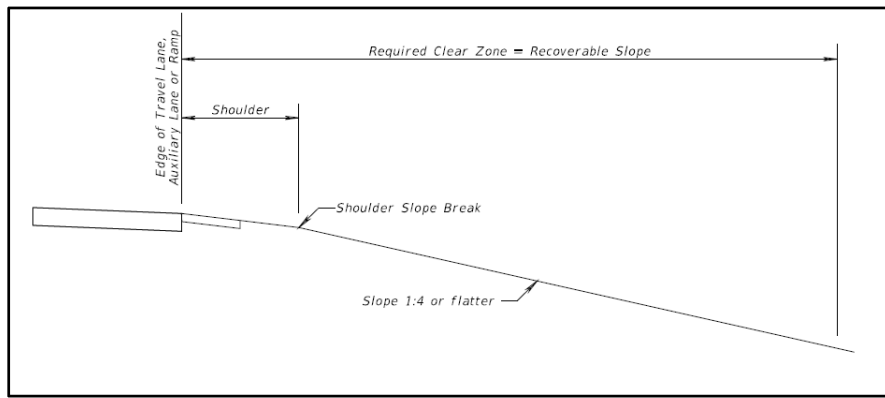 Edge of Travel Lane,
Auxiliary Lane or Ramp
Required Clear Zone = Recoverable Slope
Shoulder
Shoulder Slope Break
Slope 1:4 or flatter